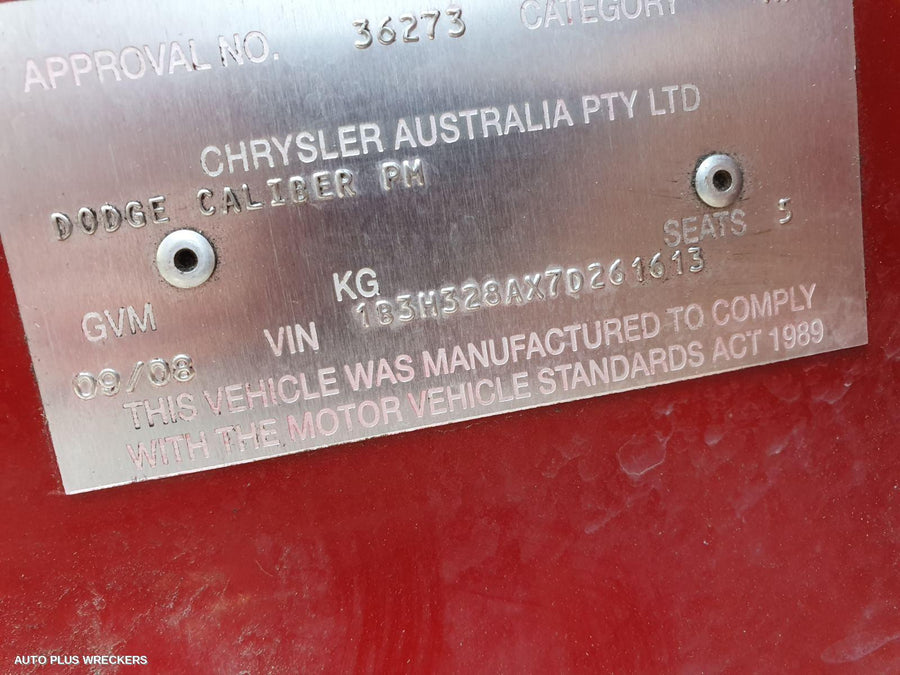 APPROVAL NO. 36273 CATEGORY
CHRYSLER AUSTRALIA PTY LTD
DODGE CALIBER PM
SEATS 5
GVM KG
09/08 VIN 1B3H328AX7D261613
THIS VEHICLE WAS MANUFACTURED TO COMPLY
WITH THE MOTOR VEHICLE STANDARDS ACT 1989
AUTO PLUS WRECKERS